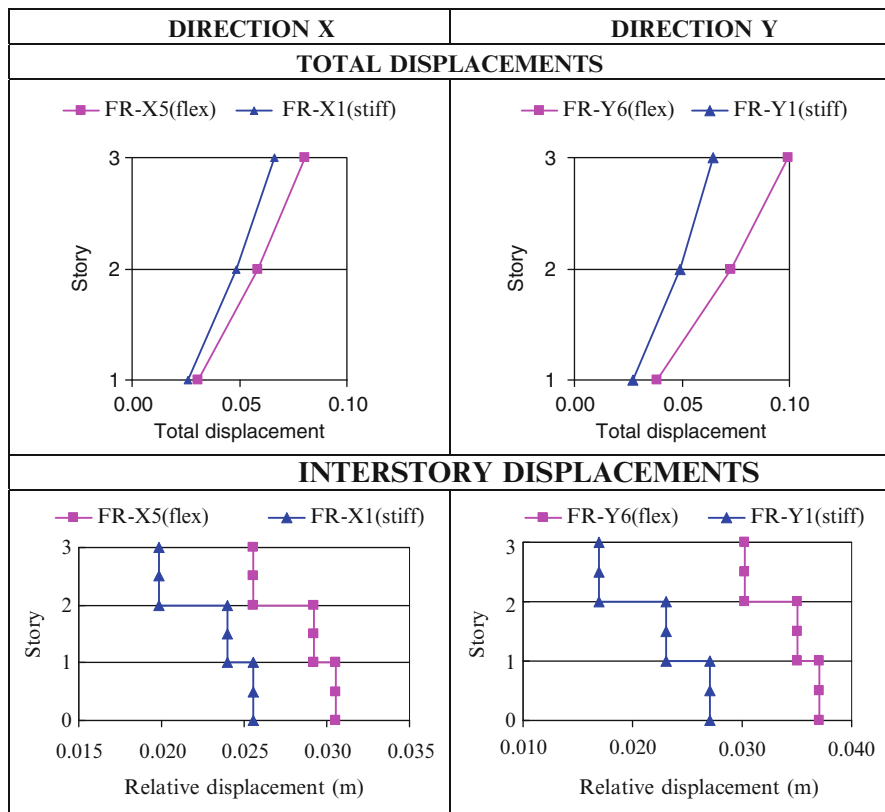 DIRECTION X
DIRECTION Y
TOTAL DISPLACEMENTS
FR-X5(flex) FR-X1(stiff)
3
2
1
Story
0.00 0.05 0.10
Total displacement
FR-Y6(flex) FR-Y1(stiff)
3
2
1
Story
0.00 0.05 0.10
Total displacement
INTERSTORY DISPLACEMENTS
FR-X5(flex) FR-X1(stiff)
3
2
1
0
Story
0.015 0.020 0.025 0.030 0.035
Relative displacement (m)
FR-Y6(flex) FR-Y1(stiff)
3
2
1
0
Story
0.010 0.020 0.030 0.040
Relative displacement (m)